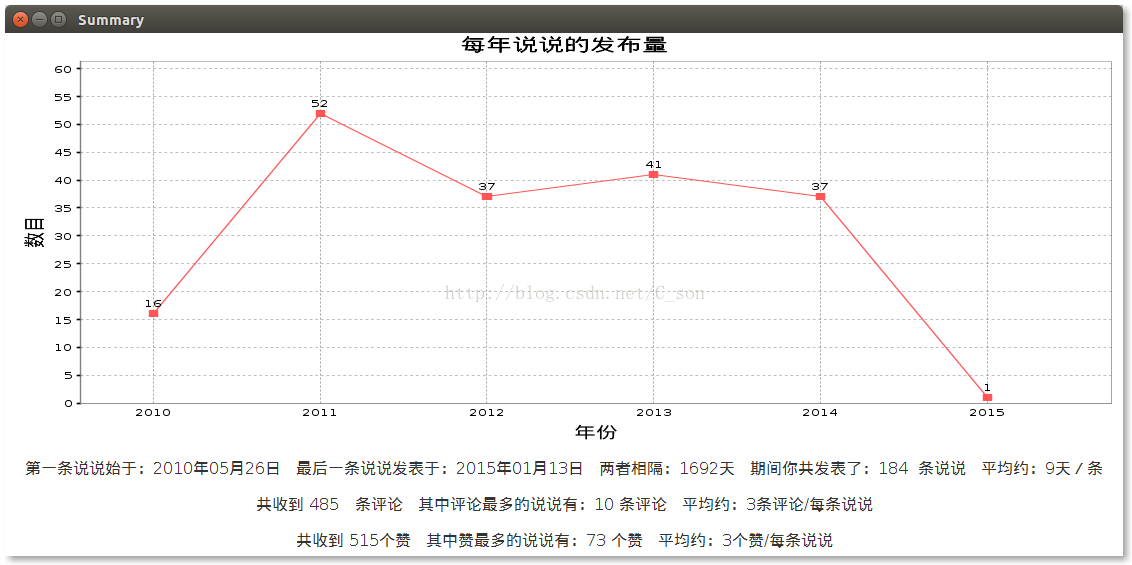 Summary
每年说说的发布量
60
55
50
45
40
35
30
25
20
15
10
5
0
数目
16
52
37
41
37
1
http://blog.csdn.net/C_son
2010 2011 2012 2013 2014 2015
年份
第一条说说始于：2010年05月26日 最后一条说说发表于：2015年01月13日 两者相隔：1692天 期间你共发表了：184 条说说 平均约：9天 / 条
共收到 485 条评论 其中评论最多的说说有：10 条评论 平均约：3条评论/每条说说
共收到 515个赞 其中赞最多的说说有：73 个赞 平均约：3个赞/每条说说